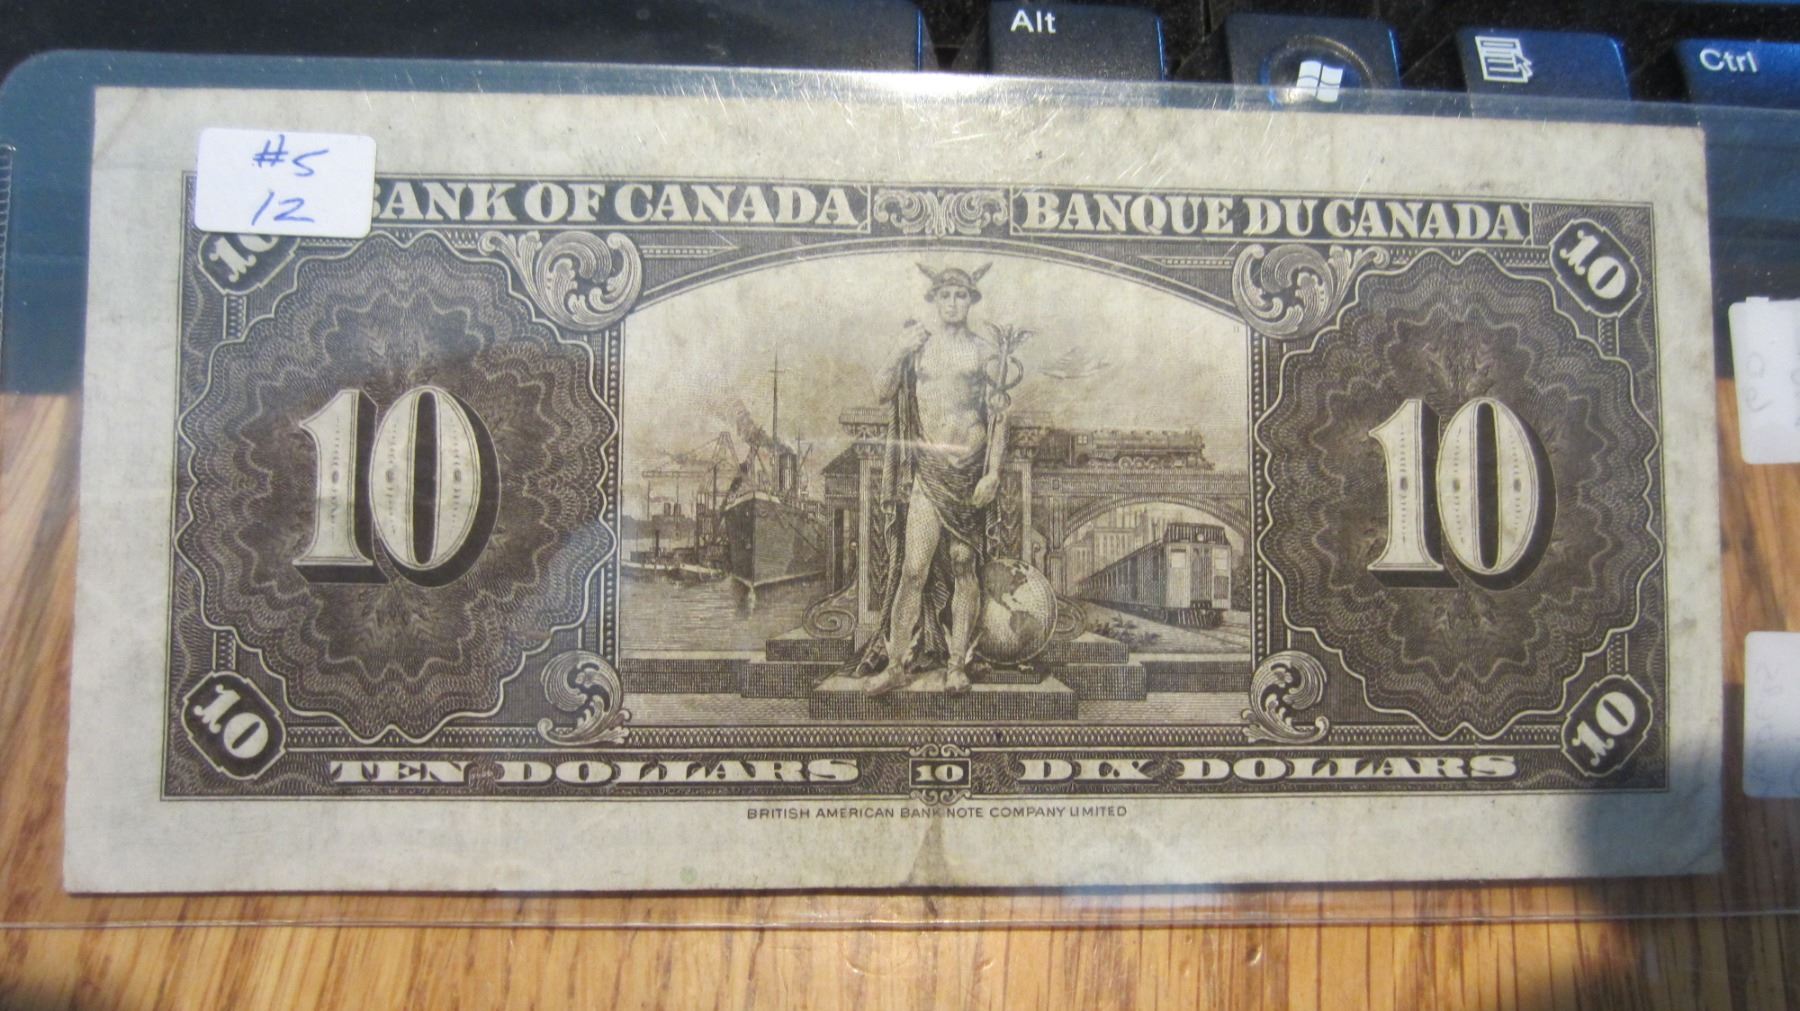 Alt
Ctrl
#5
12
BANK OF CANADA BANQUE DU CANADA
10 10
10 10
10 10
TEN DOLLARS 10 DIX DOLLARS
BRITISH AMERICAN BANK NOTE COMPANY LIMITED